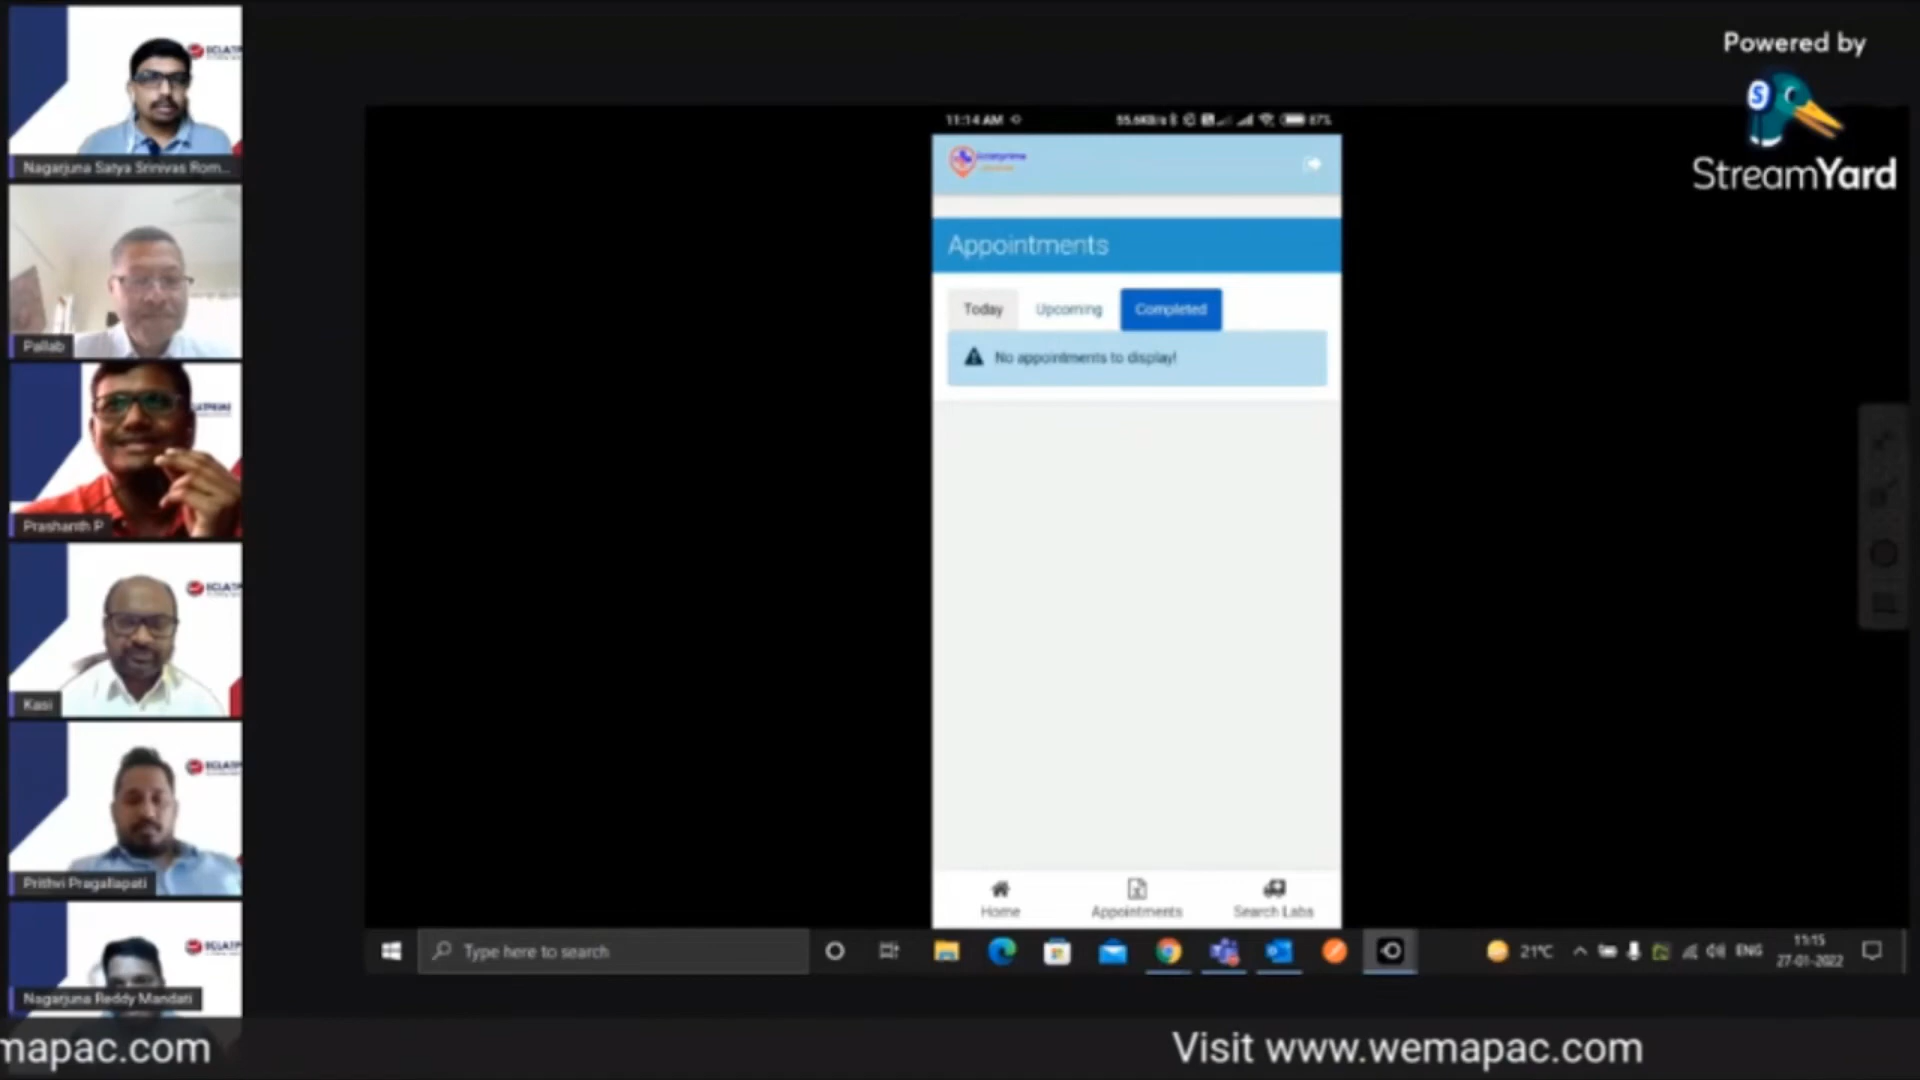 Powered by
StreamYard
Nagarjuna Satya Srinivas Rom...
Pallab
Prashanth P
Kasi
Prithvi Pragallapati
Nagarjuna Reddy Mandati
11:14 AM
87%
Appointments
Today
Upcoming
Completed
No appointments to display!
Home
Appointments
Search Labs
Type here to search
21°C
ENG
11:15
27-01-2022
mapac.com
Visit www.wemapac.com